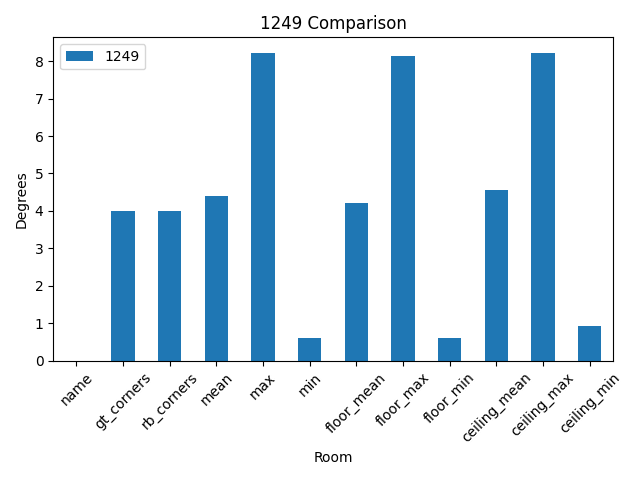 1249 Comparison
1249
Degrees
8
7
6
5
4
3
2
1
0
name
gt_corners
rb_corners
mean
max
min
floor_mean
floor_max
floor_min
ceiling_mean
ceiling_max
ceiling_min
Room